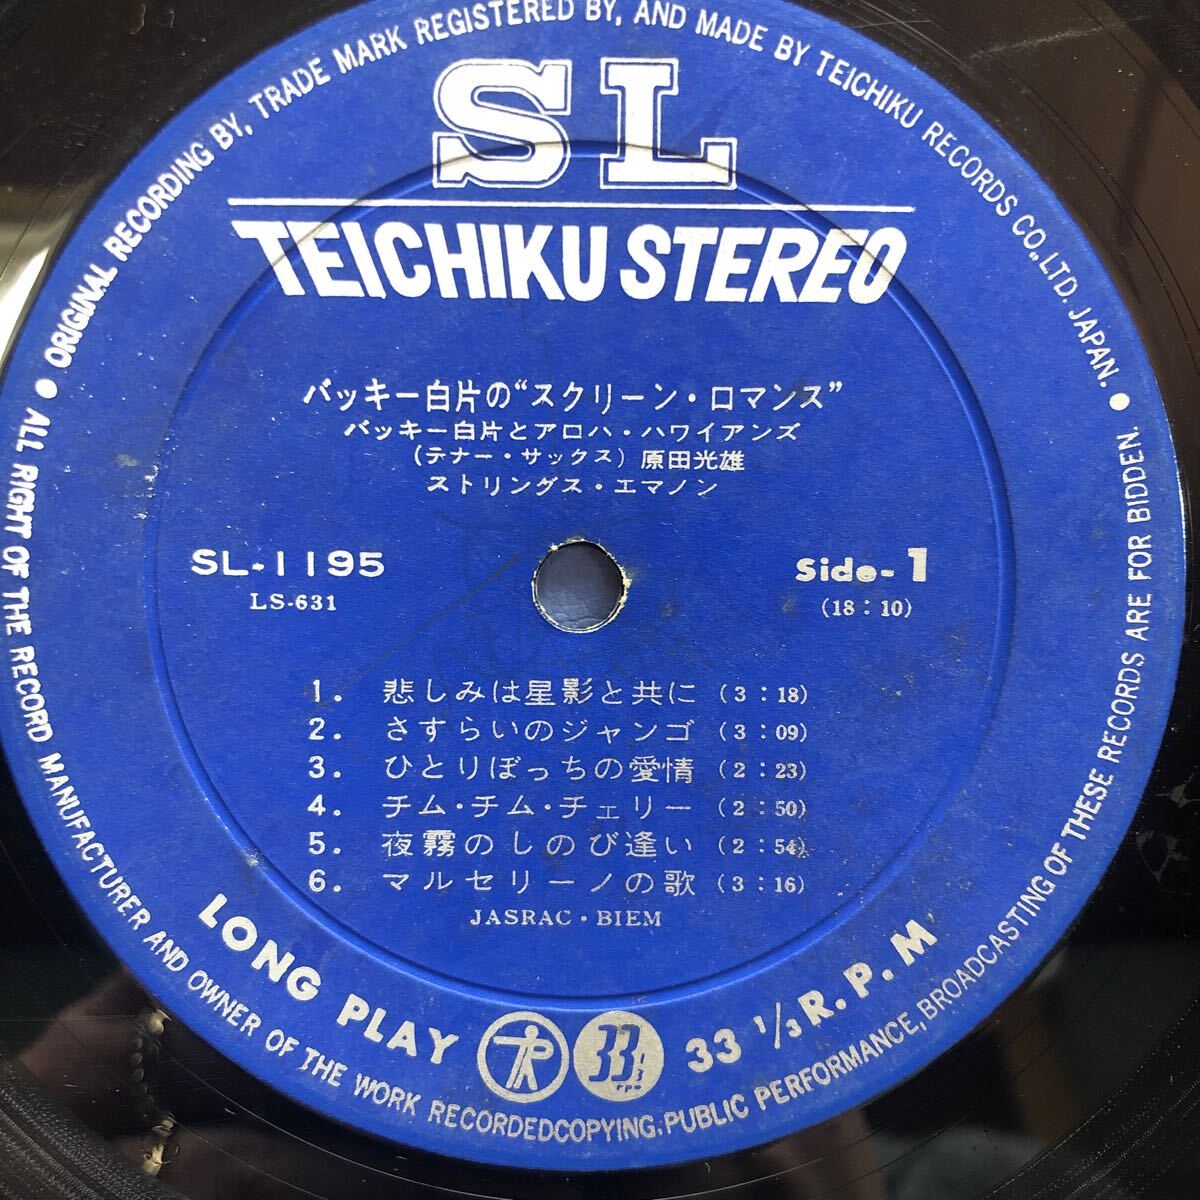 ● ORIGINAL RECORDING BY, TRADE MARK REGISTERED BY, AND MADE BY TEICHIKU RECORDS CO., LTD. JAPAN. ●
SL
TEICHIKU STEREO
バッキー白片の“スクリーン・ロマンス”
バッキー白片とアロハ・ハワイアンズ
(テナー・サックス) 原田光雄
ストリングス・エマノン
SL-1195
LS-631
Side-1
(18:10)
1. 悲しみは星影と共に (3:18)
2. さすらいのジャンゴ (3:09)
3. ひとりぼっちの愛情 (2:23)
4. チム・チム・チェリー (2:50)
5. 夜霧のしのび逢い (2:54)
6. マルセリーノの歌 (3:16)
JASRAC・BIEM
LONG PLAY
33 1/3 rpm
33 1/3 R.P.M
ALL RIGHT OF THE RECORD MANUFACTURER AND OWNER OF THE WORK RECORDEDCOPYING, PUBLIC PERFORMANCE, BROADCASTING OF THESE RECORDS ARE FOR BIDDEN.